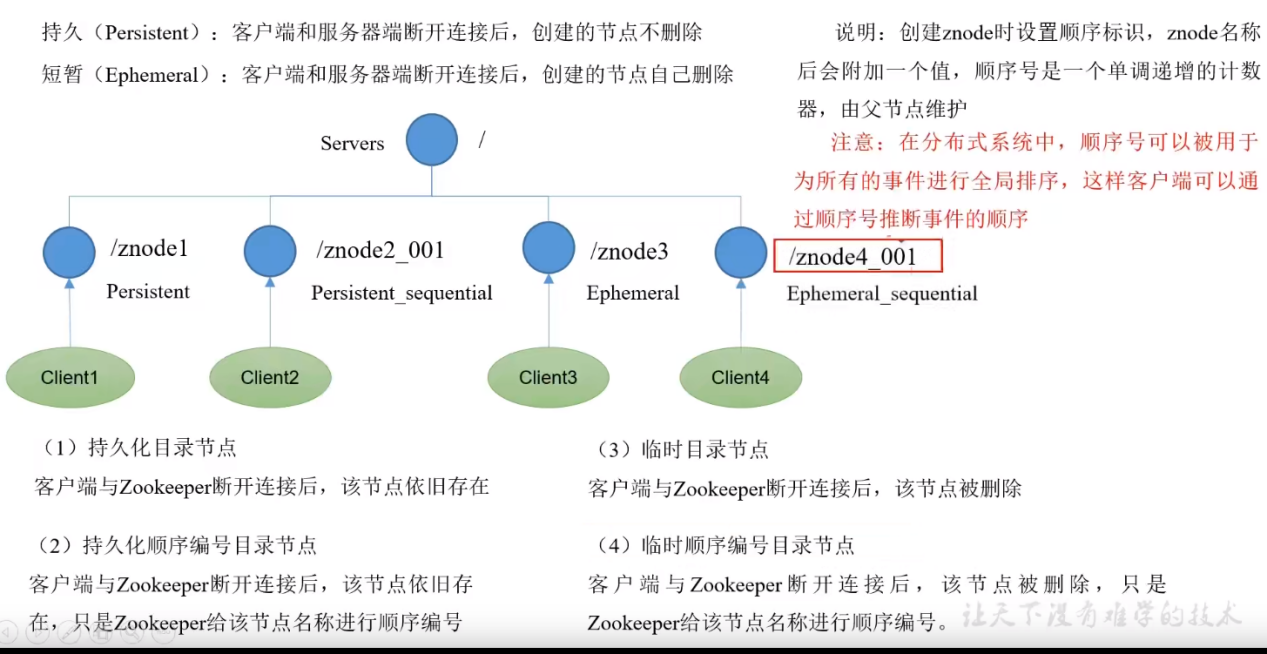 持久（Persistent）：客户端和服务器端断开连接后，创建的节点不删除
短暂（Ephemeral）：客户端和服务器端断开连接后，创建的节点自己删除
说明：创建znode时设置顺序标识，znode名称
后会附加一个值，顺序号是一个单调递增的计数
器，由父节点维护
注意：在分布式系统中，顺序号可以被用于
为所有的事件进行全局排序，这样客户端可以通
过顺序号推断事件的顺序
Servers /
/znode1
Persistent
/znode2_001
Persistent_sequential
/znode3
Ephemeral
/znode4_001
Ephemeral_sequential
Client1
Client2
Client3
Client4
（1）持久化目录节点
客户端与Zookeeper断开连接后，该节点依旧存在
（2）持久化顺序编号目录节点
客户端与Zookeeper断开连接后，该节点依旧存
在，只是Zookeeper给该节点名称进行顺序编号
（3）临时目录节点
客户端与Zookeeper断开连接后，该节点被删除
（4）临时顺序编号目录节点
客户端与Zookeeper断开连接后，该节点被删除，只是
Zookeeper给该节点名称进行顺序编号。
让天下没有难学的技术